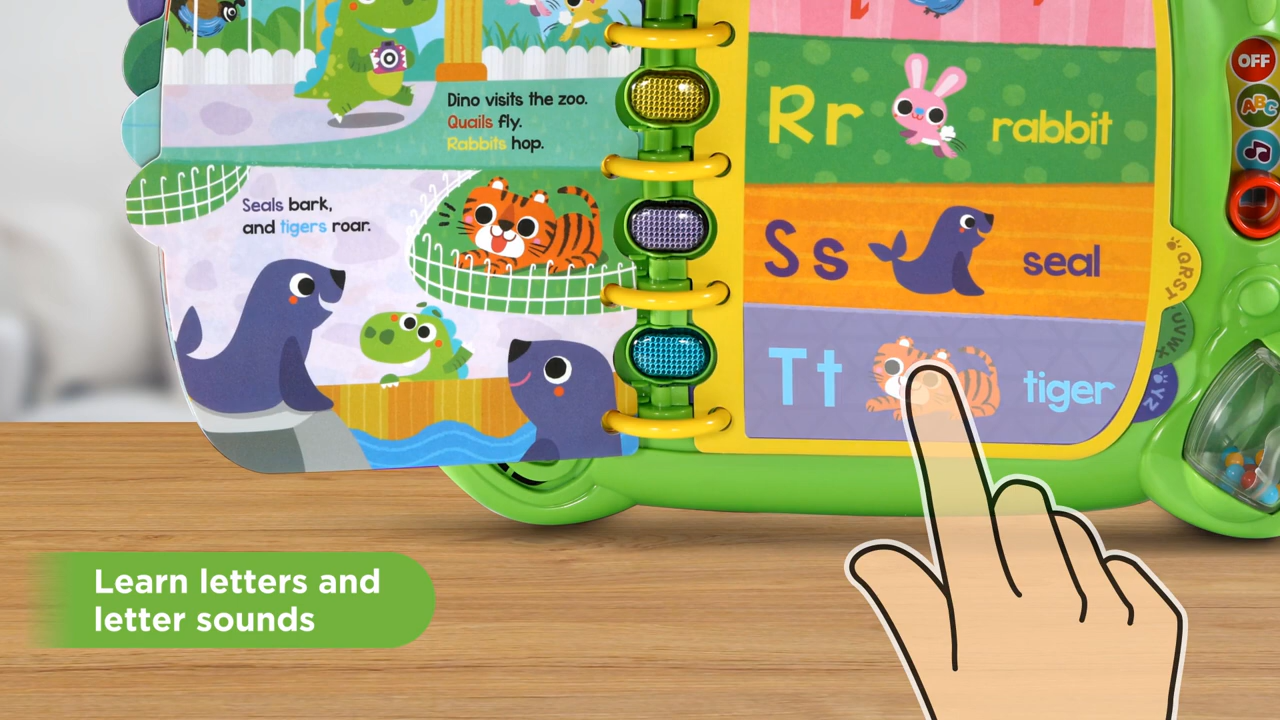 Dino visits the zoo.
Quails fly.
Rabbits hop.
Seals bark,
and tigers roar.
Rr rabbit
Ss seal
Tt tiger
OFF
ABC
QRST
UVWX
YZ
Learn letters and
letter sounds